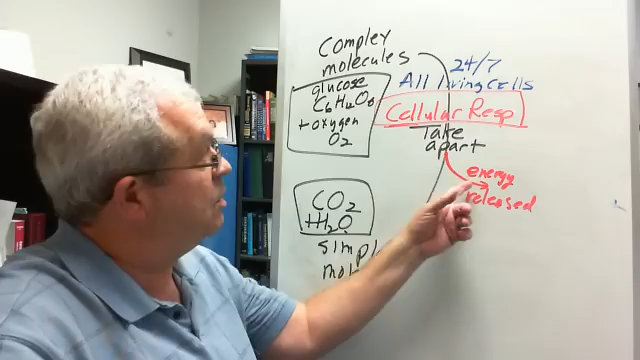 Complex
molecules
glucose
C6H12O6
+ oxygen
O2
24/7
All living cells
Cellular Resp
Take
apart
energy
released
CO2
+H2O